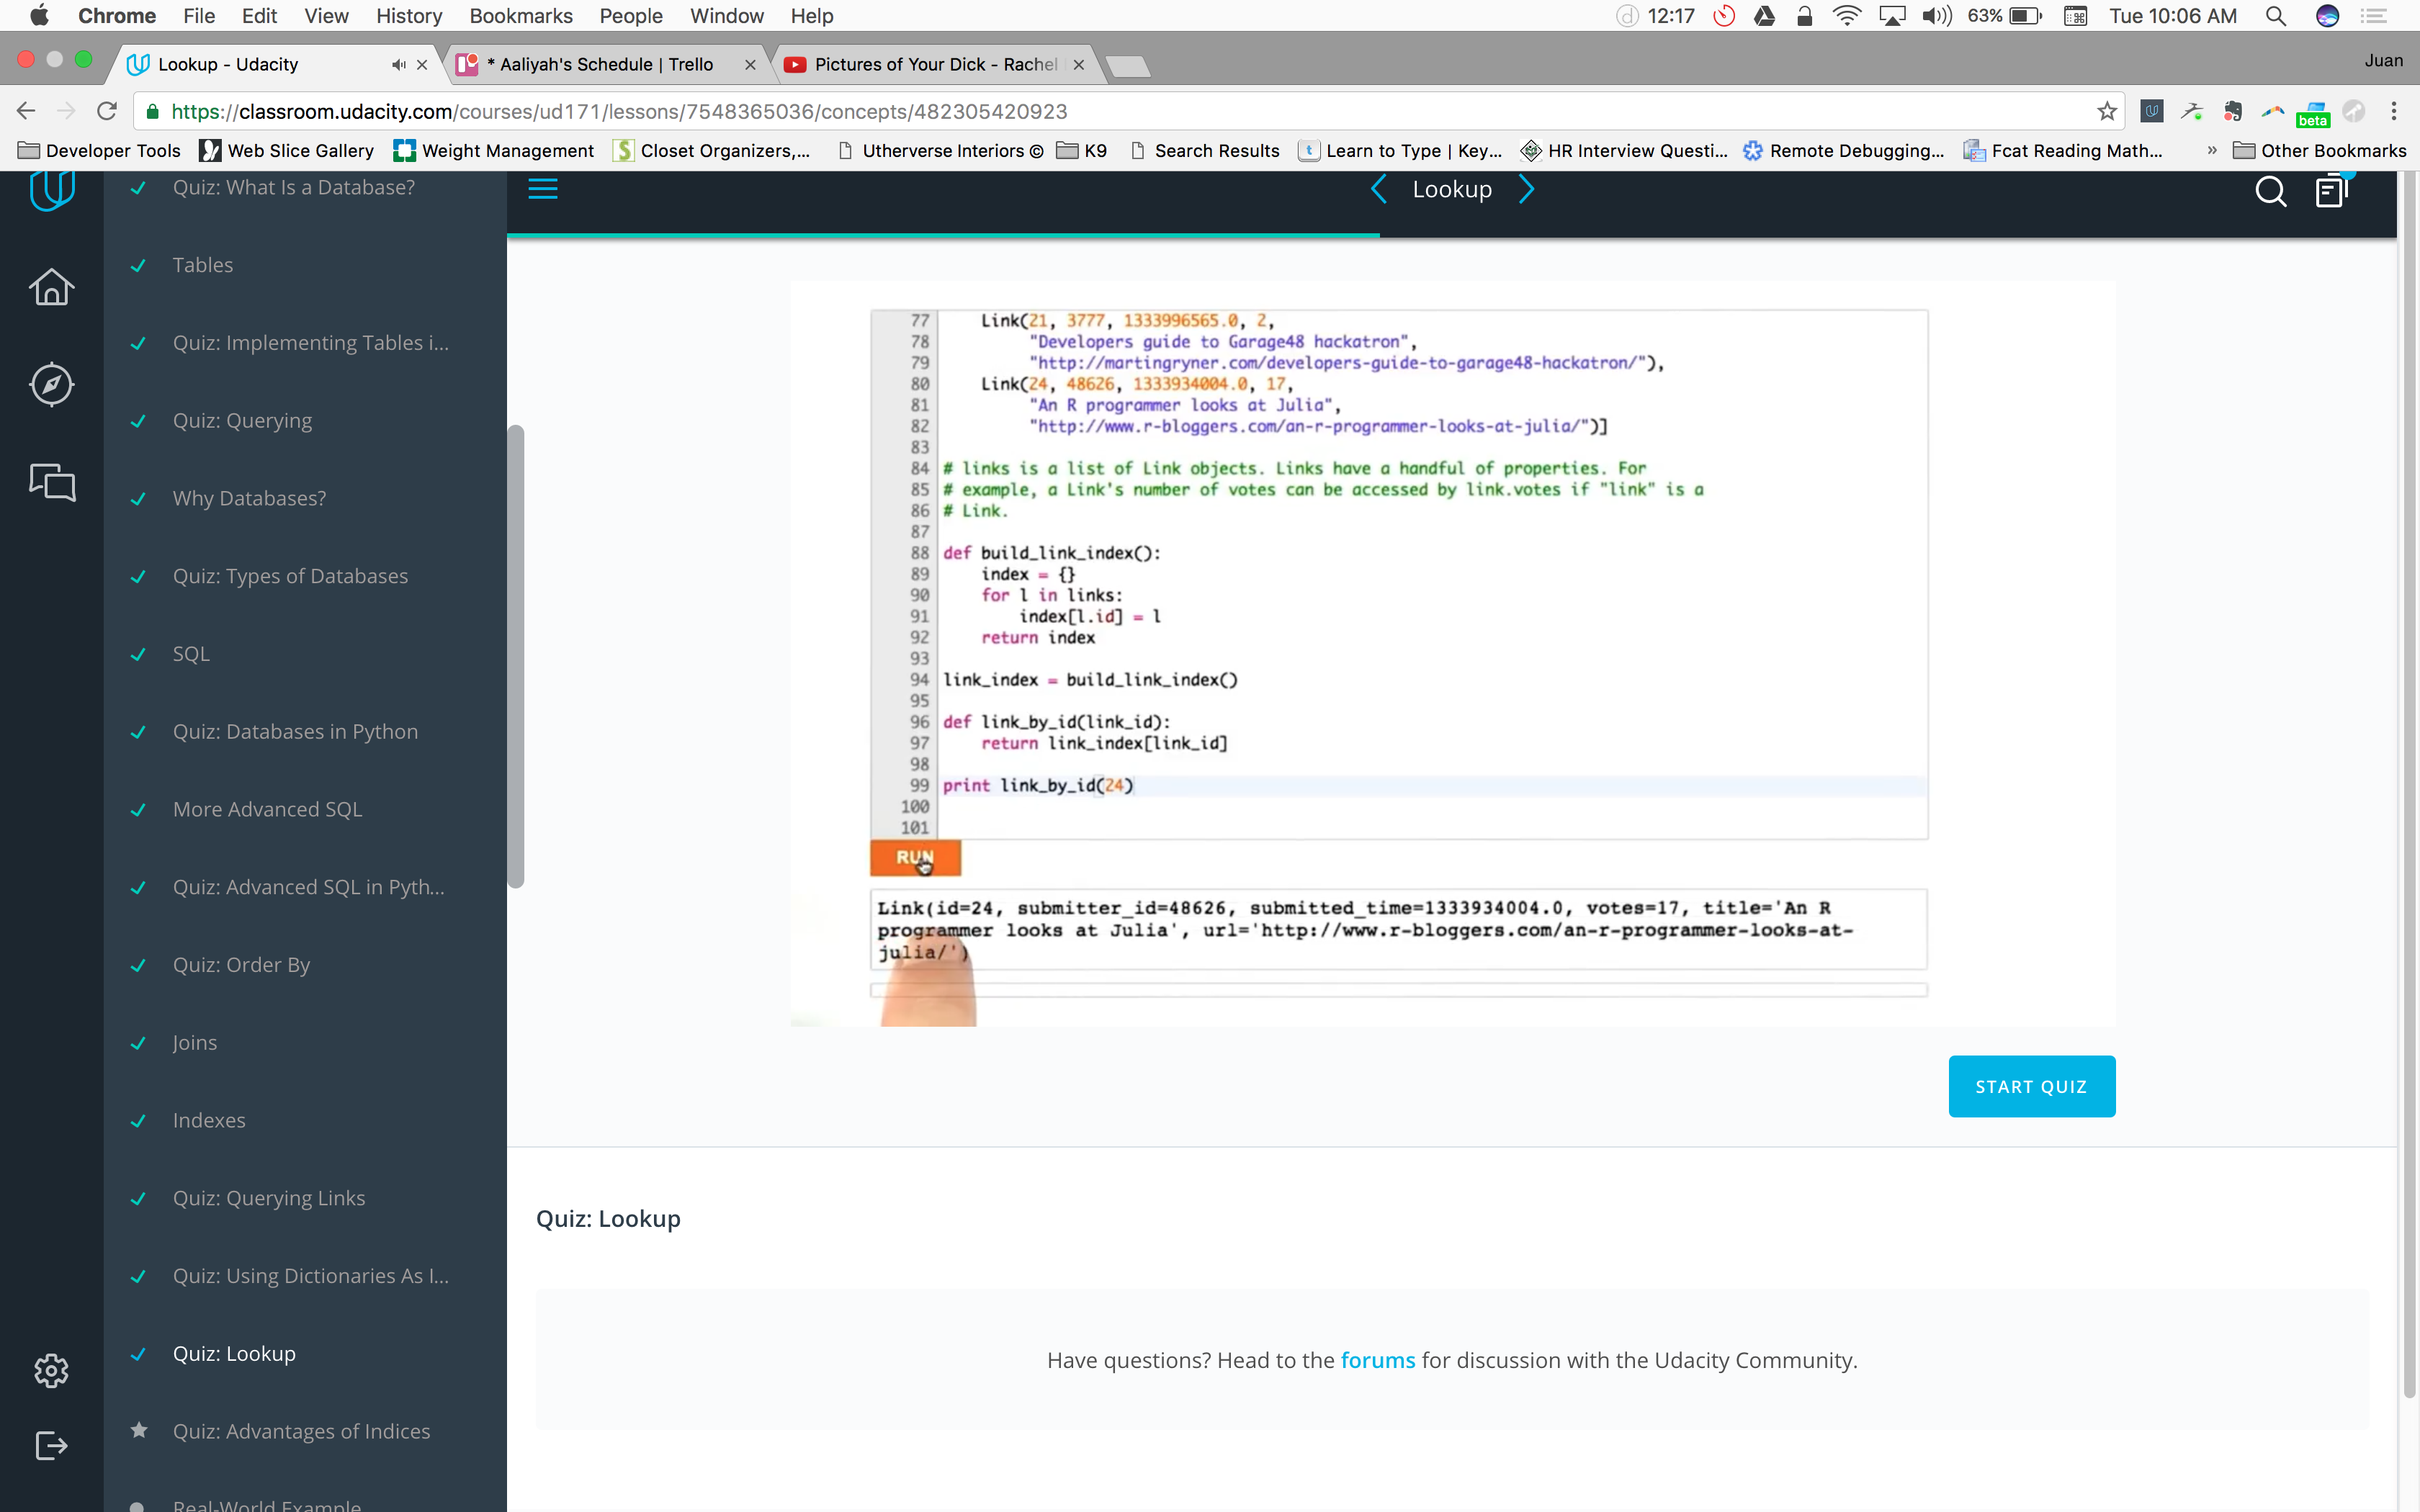 Chrome File Edit View History Bookmarks People Window Help 12:17 63% Tue 10:06 AM
Lookup - Udacity * Aaliyah's Schedule | Trello Pictures of Your Dick - Rachel Juan
https://classroom.udacity.com/courses/ud171/lessons/7548365036/concepts/482305420923 beta
Developer Tools Web Slice Gallery Weight Management Closet Organizers,... Utherverse Interiors © K9 Search Results Learn to Type | Key... HR Interview Questi... Remote Debugging... Fcat Reading Math... » Other Bookmarks
Quiz: What Is a Database?
Tables
Quiz: Implementing Tables i...
Quiz: Querying
Why Databases?
Quiz: Types of Databases
SQL
Quiz: Databases in Python
More Advanced SQL
Quiz: Advanced SQL in Pyth...
Quiz: Order By
Joins
Indexes
Quiz: Querying Links
Quiz: Using Dictionaries As I...
Quiz: Lookup
Quiz: Advantages of Indices
Real-World Example
Lookup
77 Link(21, 3777, 1333996565.0, 2,
78 "Developers guide to Garage48 hackatron",
79 "http://martingryner.com/developers-guide-to-garage48-hackatron/"),
80 Link(24, 48626, 1333934004.0, 17,
81 "An R programmer looks at Julia",
82 "http://www.r-bloggers.com/an-r-programmer-looks-at-julia/")]
83
84 # links is a list of Link objects. Links have a handful of properties. For
85 # example, a Link's number of votes can be accessed by link.votes if "link" is a
86 # Link.
87
88 def build_link_index():
89 index = {}
90 for l in links:
91 index[l.id] = l
92 return index
93
94 link_index = build_link_index()
95
96 def link_by_id(link_id):
97 return link_index[link_id]
98
99 print link_by_id(24)
100
101
RUN
Link(id=24, submitter_id=48626, submitted_time=1333934004.0, votes=17, title='An R
programmer looks at Julia', url='http://www.r-bloggers.com/an-r-programmer-looks-at-
julia/')
START QUIZ
Quiz: Lookup
Have questions? Head to the forums for discussion with the Udacity Community.